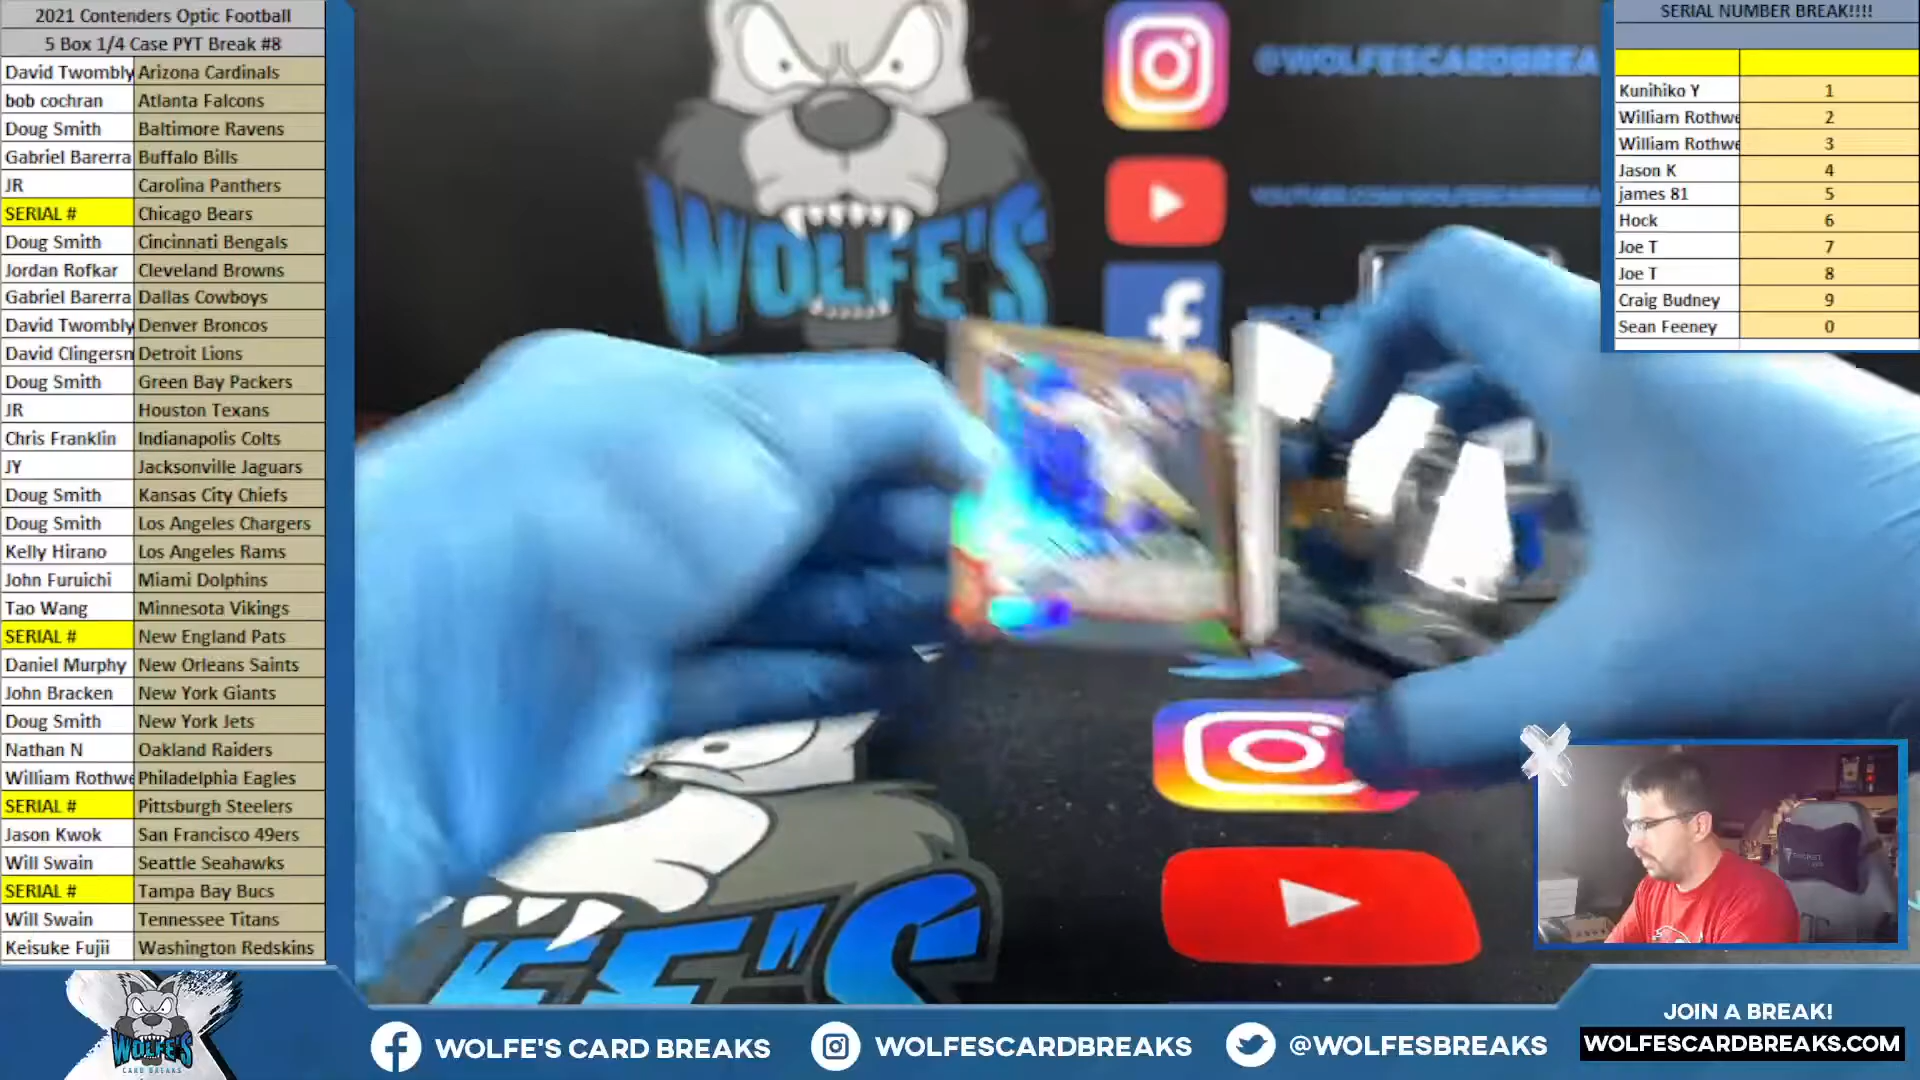 2021 Contenders Optic Football
5 Box 1/4 Case PYT Break #8
David Twombly Arizona Cardinals
bob cochran Atlanta Falcons
Doug Smith Baltimore Ravens
Gabriel Barerra Buffalo Bills
JR Carolina Panthers
SERIAL # Chicago Bears
Doug Smith Cincinnati Bengals
Jordan Rofkar Cleveland Browns
Gabriel Barerra Dallas Cowboys
David Twombly Denver Broncos
David Clingersn Detroit Lions
Doug Smith Green Bay Packers
JR Houston Texans
Chris Franklin Indianapolis Colts
JY Jacksonville Jaguars
Doug Smith Kansas City Chiefs
Doug Smith Los Angeles Chargers
Kelly Hirano Los Angeles Rams
John Furuichi Miami Dolphins
Tao Wang Minnesota Vikings
SERIAL # New England Pats
Daniel Murphy New Orleans Saints
John Bracken New York Giants
Doug Smith New York Jets
Nathan N Oakland Raiders
William Rothwe Philadelphia Eagles
SERIAL # Pittsburgh Steelers
Jason Kwok San Francisco 49ers
Will Swain Seattle Seahawks
SERIAL # Tampa Bay Bucs
Will Swain Tennessee Titans
Keisuke Fujii Washington Redskins
WOLFE'S
@WOLFESCARDBREA
YOUTUBE.COM/WOLFESCARDBREA
SERIAL NUMBER BREAK!!!!
Kunihiko Y 1
William Rothwe 2
William Rothwe 3
Jason K 4
james 81 5
Hock 6
Joe T 7
Joe T 8
Craig Budney 9
Sean Feeney 0
WOLFE'S
CARD BREAKS
WOLFE'S CARD BREAKS
WOLFESCARDBREAKS
@WOLFESBREAKS
JOIN A BREAK!
WOLFESCARDBREAKS.COM